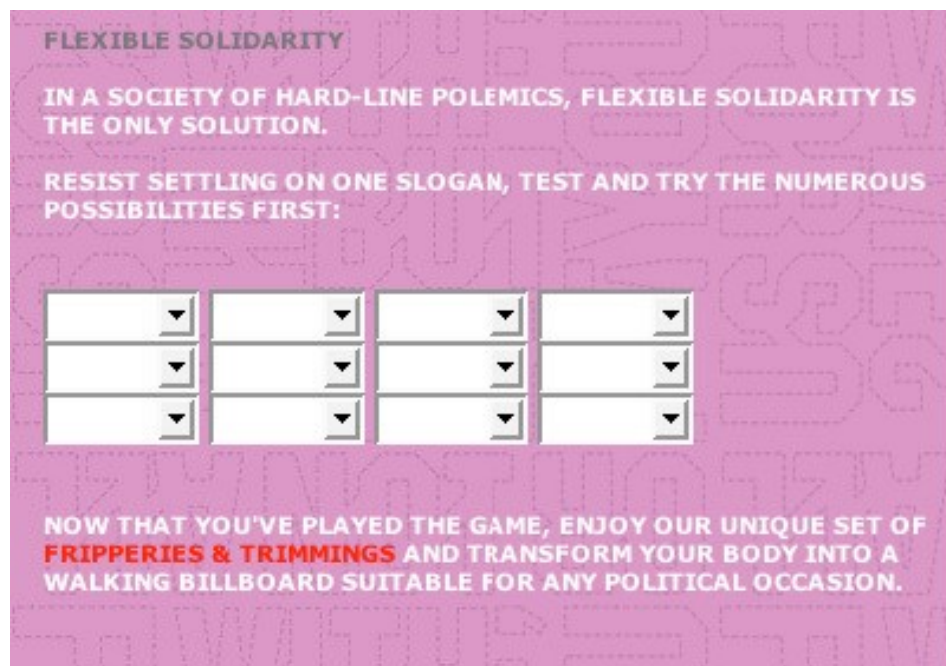 FLEXIBLE SOLIDARITY
IN A SOCIETY OF HARD-LINE POLEMICS, FLEXIBLE SOLIDARITY IS
THE ONLY SOLUTION.
RESIST SETTLING ON ONE SLOGAN, TEST AND TRY THE NUMEROUS
POSSIBILITIES FIRST:
NOW THAT YOU'VE PLAYED THE GAME, ENJOY OUR UNIQUE SET OF
FRIPPERIES & TRIMMINGS AND TRANSFORM YOUR BODY INTO A
WALKING BILLBOARD SUITABLE FOR ANY POLITICAL OCCASION.